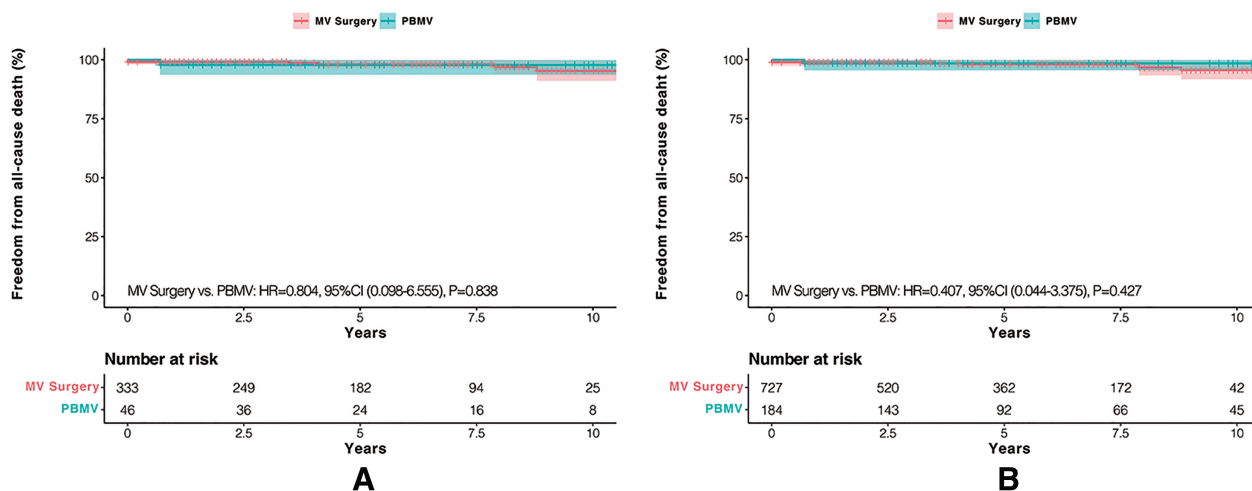 MV Surgery PBMV
Freedom from all-cause death (%)
100
75
50
25
0
MV Surgery vs. PBMV: HR=0.804, 95%CI (0.098-6.555), P=0.838
0 2.5 5 7.5 10
Years
Number at risk
MV Surgery 333 249 182 94 25
PBMV 46 36 24 16 8
0 2.5 5 7.5 10
Years
A
MV Surgery PBMV
Freedom from all-cause deaht (%)
100
75
50
25
0
MV Surgery vs. PBMV: HR=0.407, 95%CI (0.044-3.375), P=0.427
0 2.5 5 7.5 10
Years
Number at risk
MV Surgery 727 520 362 172 42
PBMV 184 143 92 66 45
0 2.5 5 7.5 10
Years
B